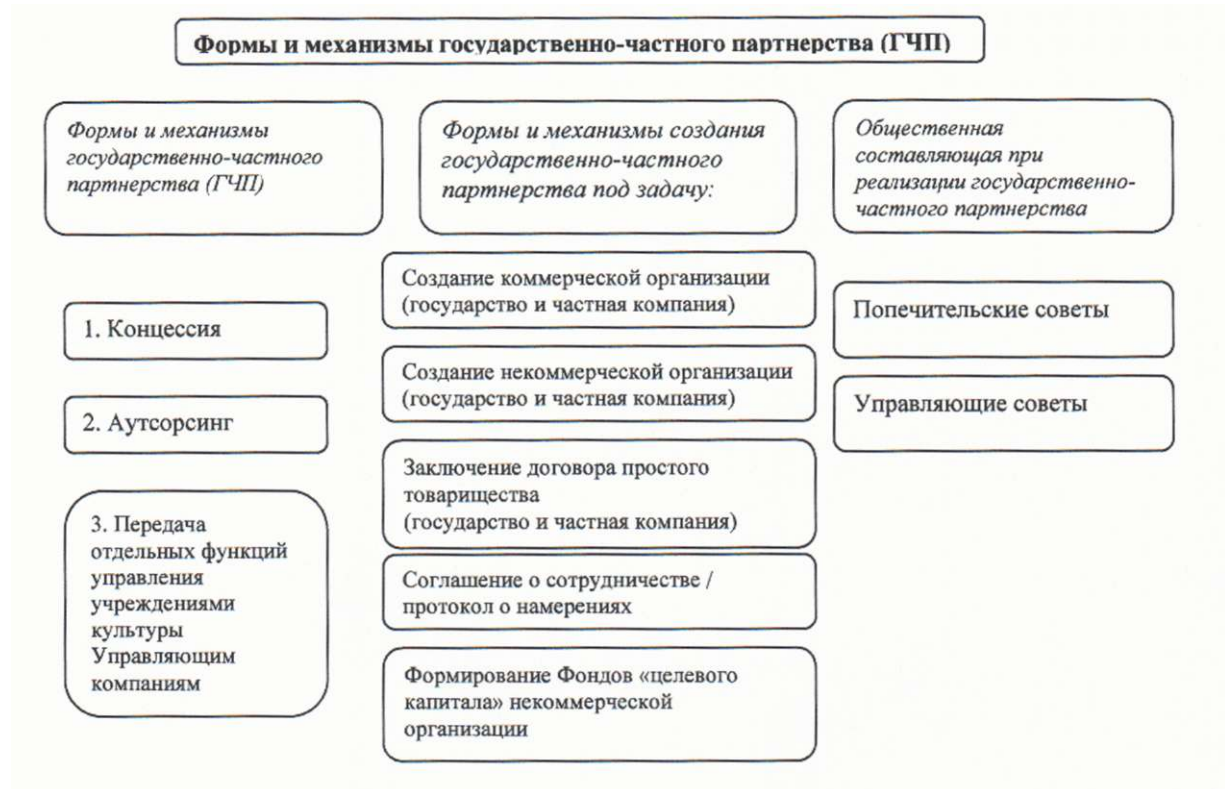 Формы и механизмы государственно-частного партнерства (ГЧП)
Формы и механизмы
государственно-частного
партнерства (ГЧП)
Формы и механизмы создания
государственно-частного
партнерства под задачу:
Общественная
составляющая при
реализации государственно-
частного партнерства
1. Концессия
2. Аутсорсинг
3. Передача
отдельных функций
управления
учреждениями
культуры
Управляющим
компаниям
Создание коммерческой организации
(государство и частная компания)
Создание некоммерческой организации
(государство и частная компания)
Заключение договора простого
товарищества
(государство и частная компания)
Соглашение о сотрудничестве /
протокол о намерениях
Формирование Фондов «целевого
капитала» некоммерческой
организации
Попечительские советы
Управляющие советы